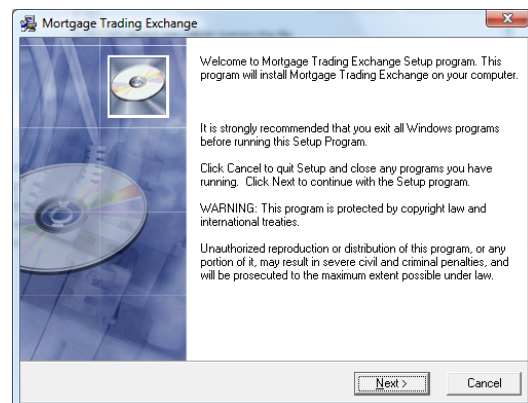 Mortgage Trading Exchange
Welcome to Mortgage Trading Exchange Setup program. This
program will install Mortgage Trading Exchange on your computer.
It is strongly recommended that you exit all Windows programs
before running this Setup Program.
Click Cancel to quit Setup and close any programs you have
running. Click Next to continue with the Setup program.
WARNING: This program is protected by copyright law and
international treaties.
Unauthorized reproduction or distribution of this program, or any
portion of it, may result in severe civil and criminal penalties, and
will be prosecuted to the maximum extent possible under law.
Next >
Cancel